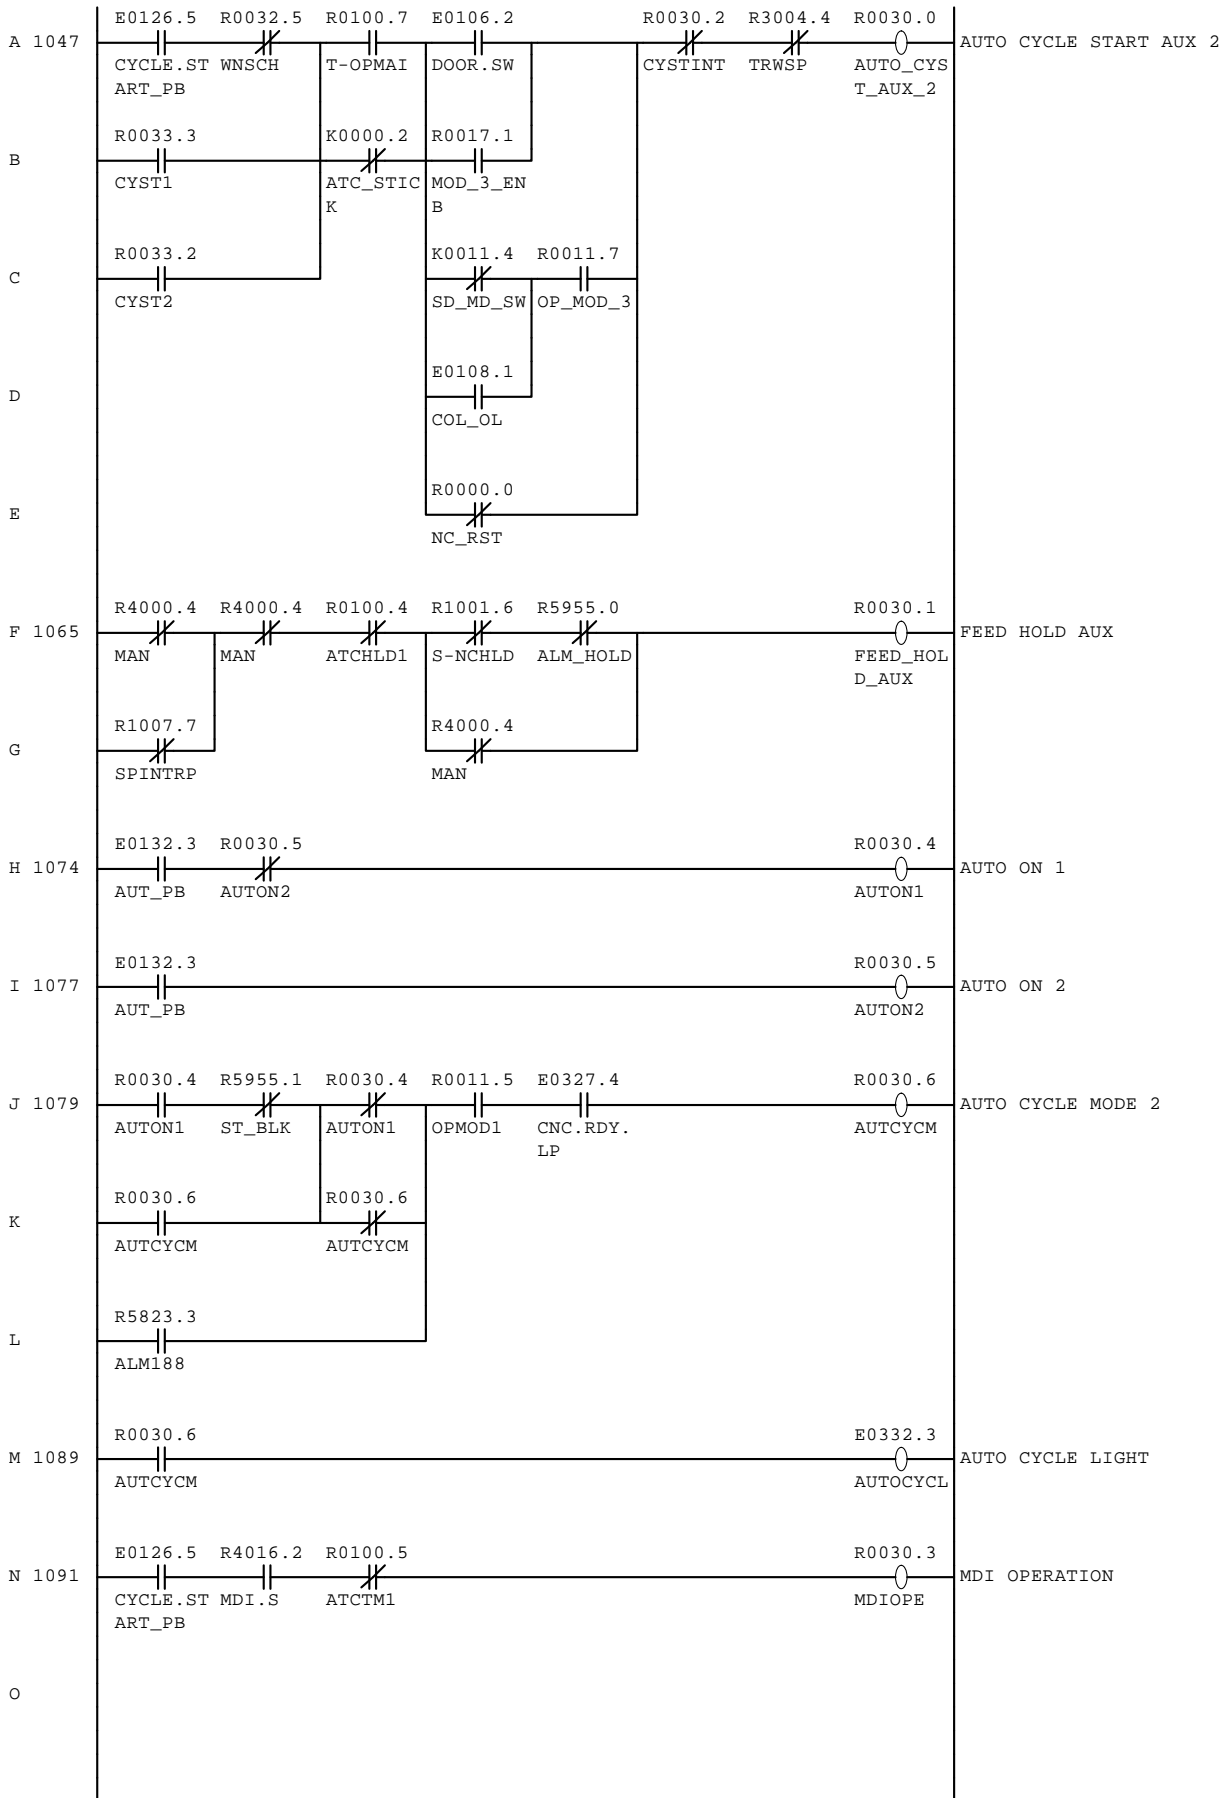 E0126.5 R0032.5 R0100.7 E0106.2 R0030.2 R3004.4 R0030.0
A 1047 AUTO CYCLE START AUX 2
CYCLE.ST WNSCH T-OPMAI DOOR.SW CYSTINT TRWSP AUTO_CYS
ART_PB T_AUX_2
R0033.3 K0000.2 R0017.1
B
CYST1 ATC_STIC MOD_3_EN
K B
R0033.2 K0011.4 R0011.7
C
CYST2 SD_MD_SW OP_MOD_3
E0108.1
D
COL_OL
R0000.0
E
NC_RST
R4000.4 R4000.4 R0100.4 R1001.6 R5955.0 R0030.1
F 1065 FEED HOLD AUX
MAN MAN ATCHLD1 S-NCHLD ALM_HOLD FEED_HOL
D_AUX
R1007.7 R4000.4
G
SPINTRP MAN
E0132.3 R0030.5 R0030.4
H 1074 AUTO ON 1
AUT_PB AUTON2 AUTON1
E0132.3 R0030.5
I 1077 AUTO ON 2
AUT_PB AUTON2
R0030.4 R5955.1 R0030.4 R0011.5 E0327.4 R0030.6
J 1079 AUTO CYCLE MODE 2
AUTON1 ST_BLK AUTON1 OPMOD1 CNC.RDY. AUTCYCM
LP
R0030.6 R0030.6
K
AUTCYCM AUTCYCM
R5823.3
L
ALM188
R0030.6 E0332.3
M 1089 AUTO CYCLE LIGHT
AUTCYCM AUTOCYCL
E0126.5 R4016.2 R0100.5 R0030.3
N 1091 MDI OPERATION
CYCLE.ST MDI.S ATCTM1 MDIOPE
ART_PB
O